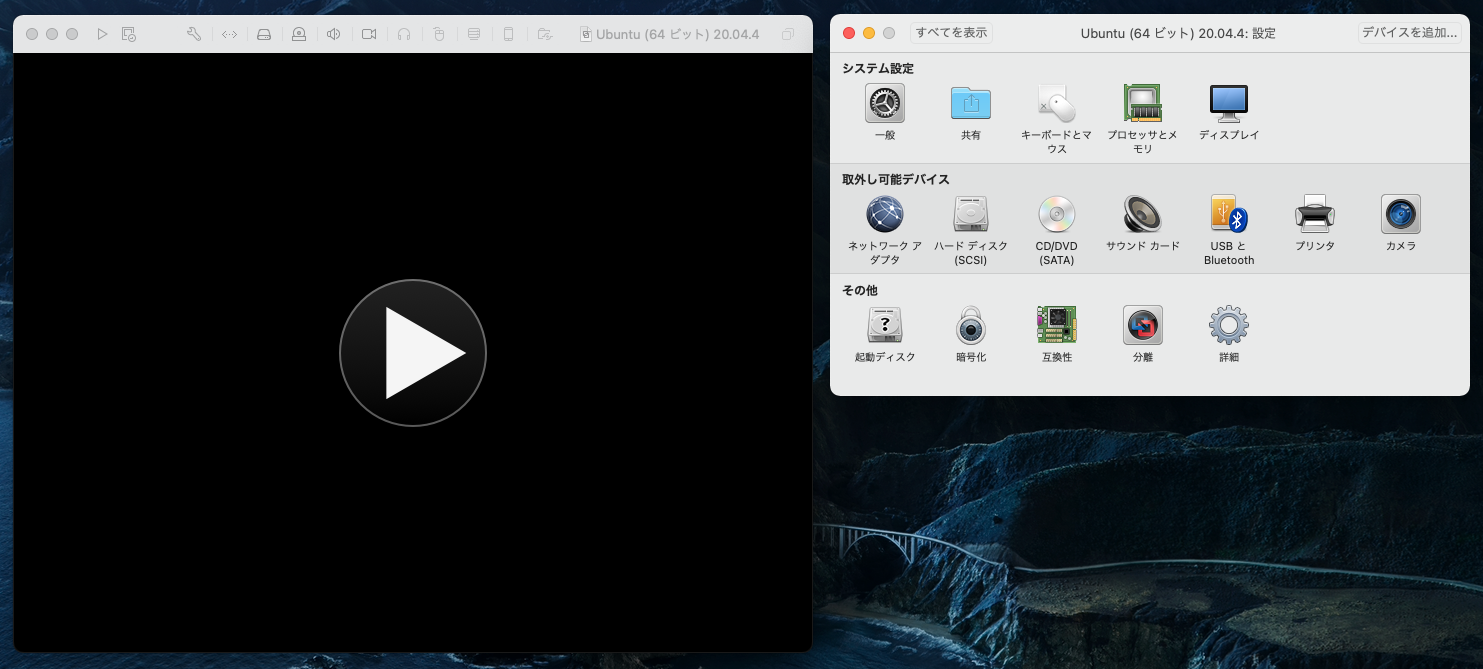 Ubuntu (64 ビット) 20.04.4
すべてを表示
Ubuntu (64 ビット) 20.04.4: 設定
デバイスを追加...
システム設定
一般
共有
キーボードとマ
ウス
プロセッサとメ
モリ
ディスプレイ
取外し可能デバイス
ネットワーク ア
ダプタ
ハード ディスク
(SCSI)
CD/DVD
(SATA)
サウンド カード
USB と
Bluetooth
プリンタ
カメラ
その他
?
起動ディスク
暗号化
互換性
分離
詳細